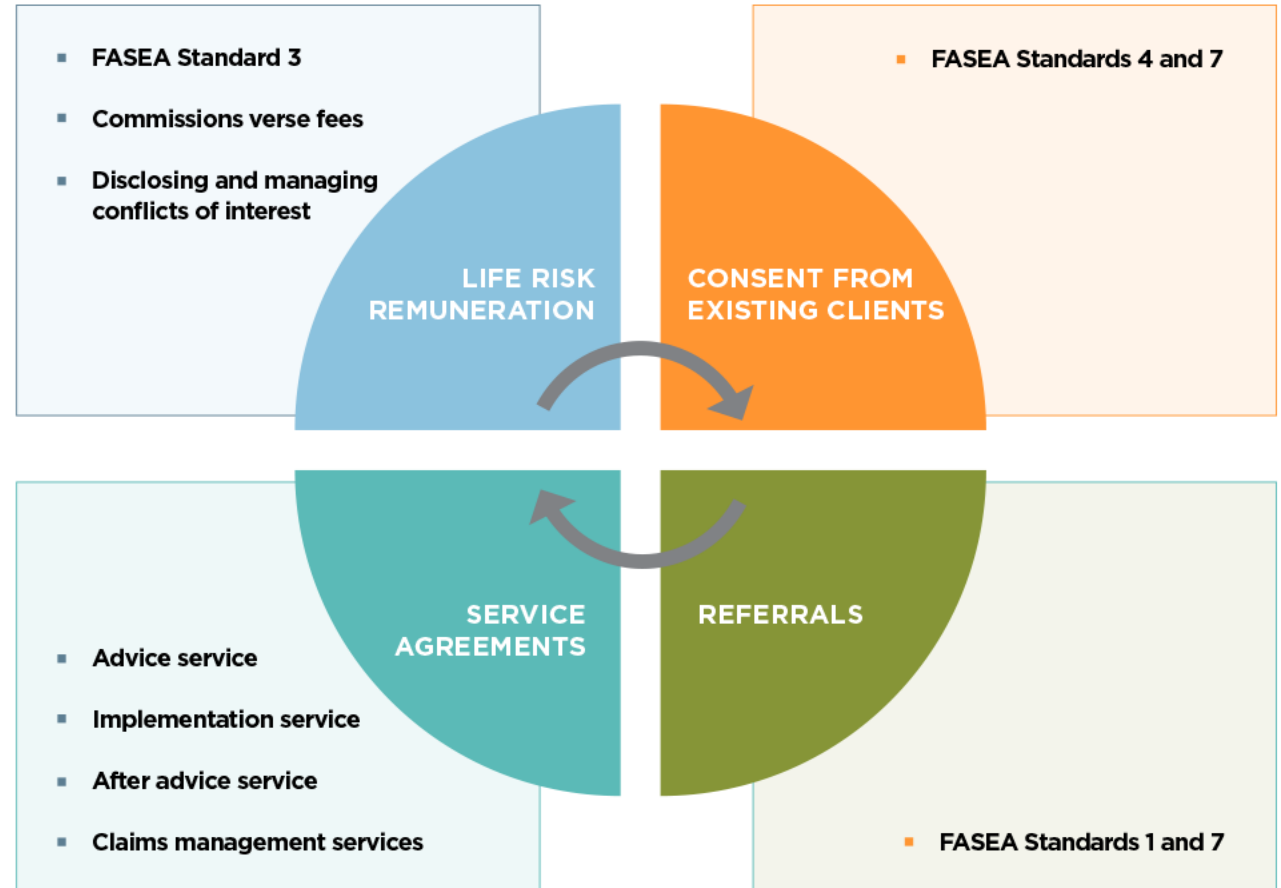 FASEA Standard 3
Commissions verse fees
Disclosing and managing
conflicts of interest
LIFE RISK
REMUNERATION
FASEA Standards 4 and 7
CONSENT FROM
EXISTING CLIENTS
SERVICE
AGREEMENTS
Advice service
Implementation service
After advice service
Claims management services
REFERRALS
FASEA Standards 1 and 7